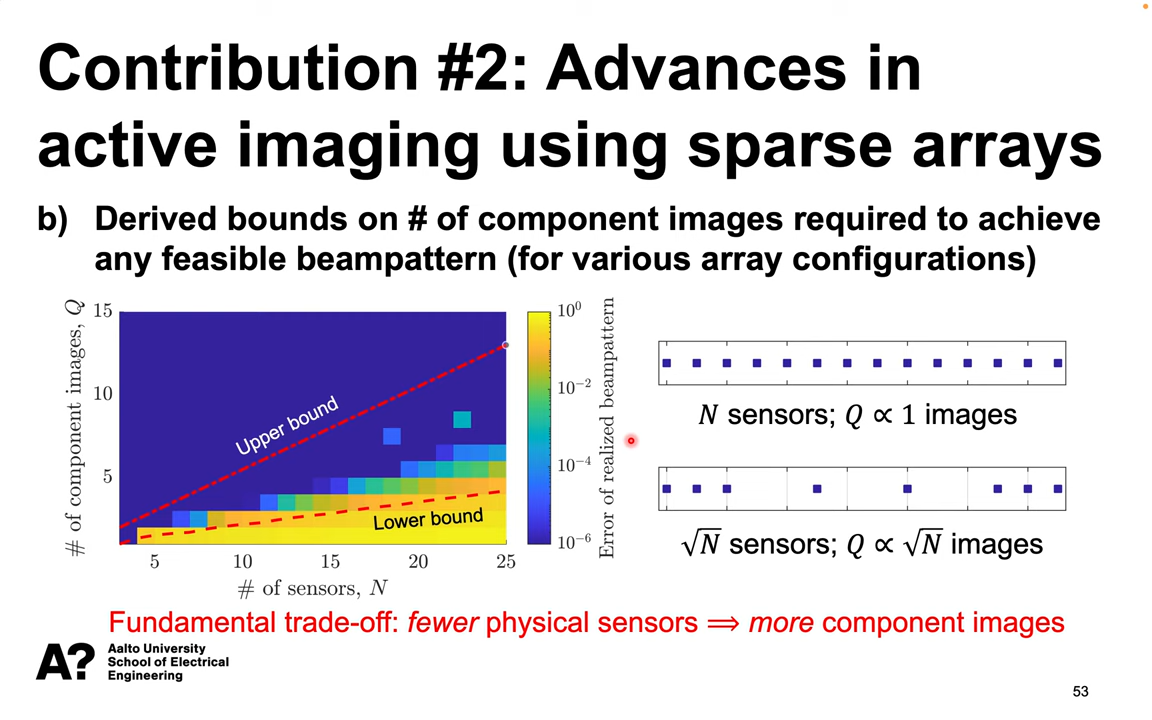 Contribution #2: Advances in
active imaging using sparse arrays
b) Derived bounds on # of component images required to achieve
any feasible beampattern (for various array configurations)
# of component images, Q
15
10
5
Upper bound
Lower bound
5 10 15 20 25
# of sensors, N
10⁰
10⁻²
10⁻⁴
10⁻⁶
Error of realized beampattern
N sensors; Q ∝ 1 images
√N sensors; Q ∝ √N images
Fundamental trade-off: fewer physical sensors ⟹ more component images
A?
Aalto University
School of Electrical
Engineering
53